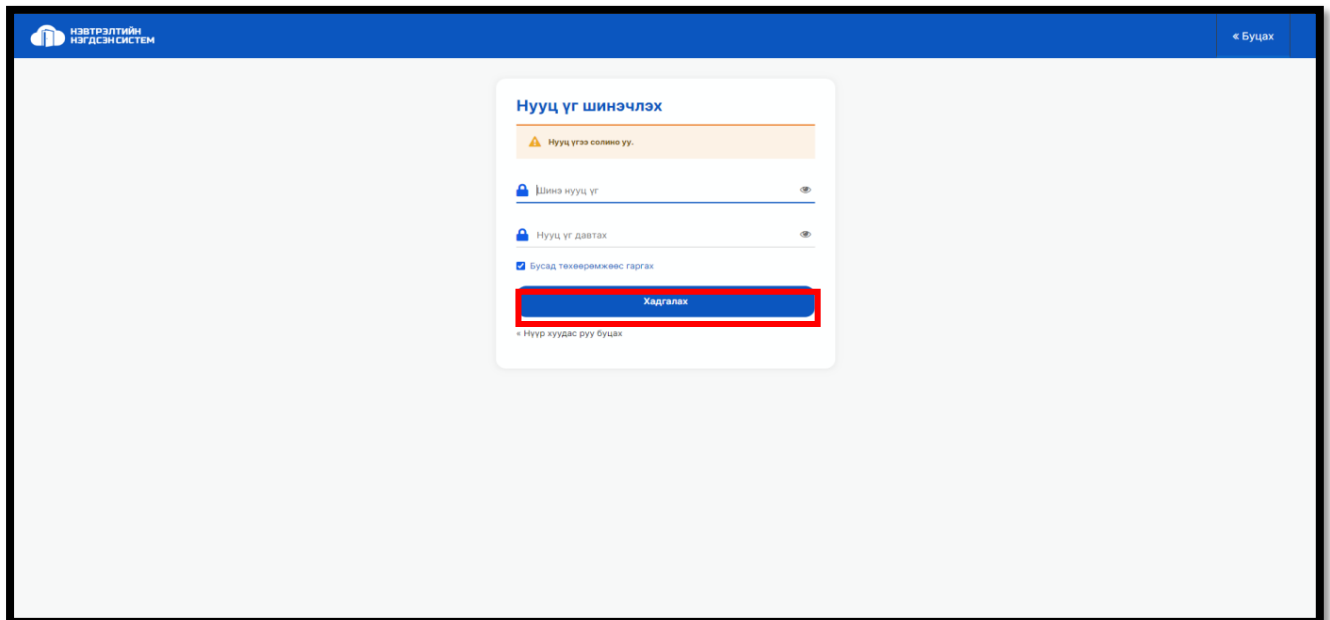 НЭВТРЭЛТИЙН
НЭГДСЭН СИСТЕМ
« Буцах
Нууц үг шинэчлэх
Нууц үгээ солино уу.
Шинэ нууц үг
Нууц үг давтах
Бусад төхөөрөмжөөс гаргах
Хадгалах
« Нүүр хуудас руу буцах